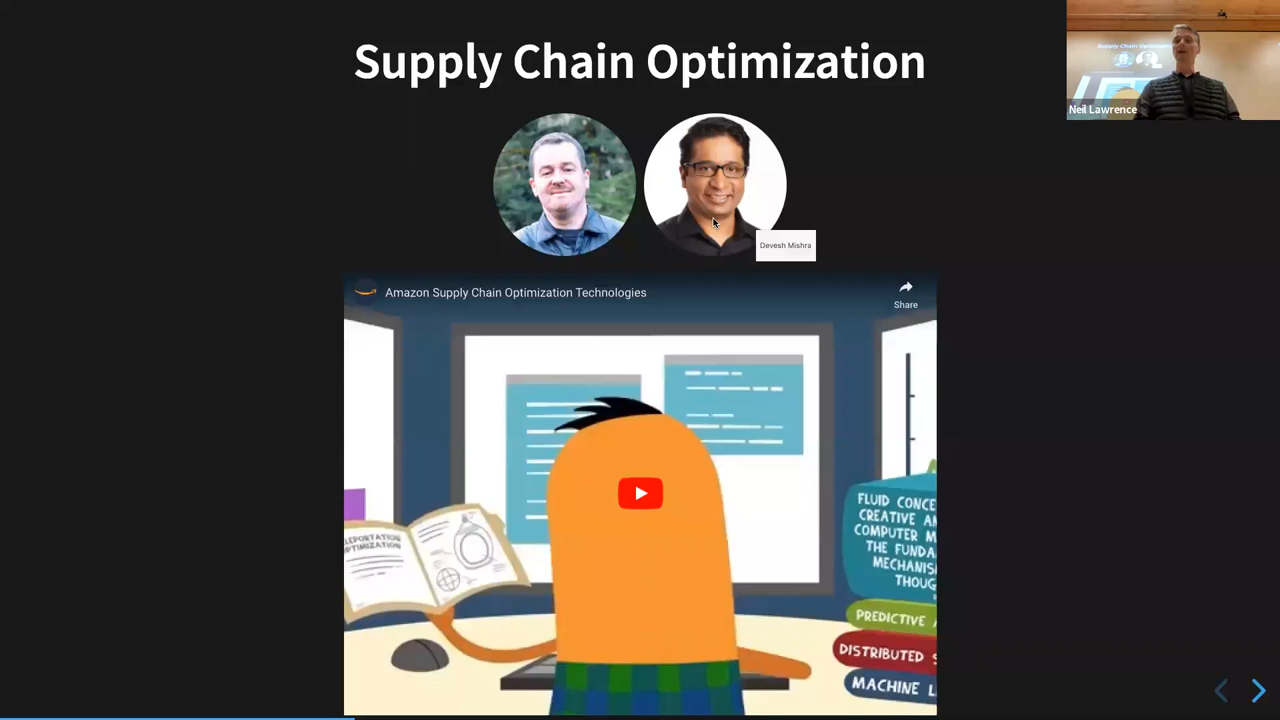 Supply Chain Optimization
Neil Lawrence
Devesh Mishra
Amazon Supply Chain Optimization Technologies
Share
OPTIMIZATION
FLUID CONCE
CREATIVE AN
COMPUTER M
THE FUNDA
MECHANIS
THOUG
PREDICTIVE A
DISTRIBUTED S
MACHINE L